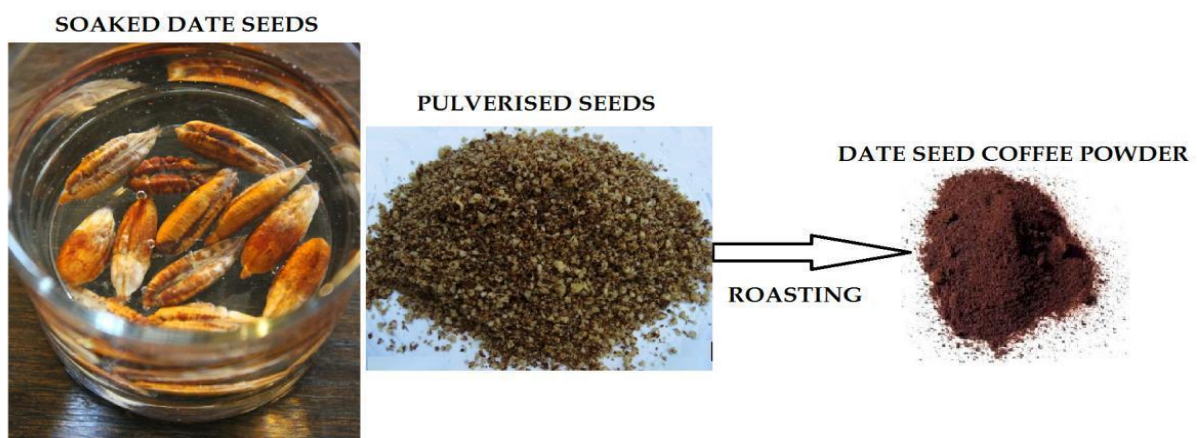 SOAKED DATE SEEDS
PULVERISED SEEDS
ROASTING
DATE SEED COFFEE POWDER